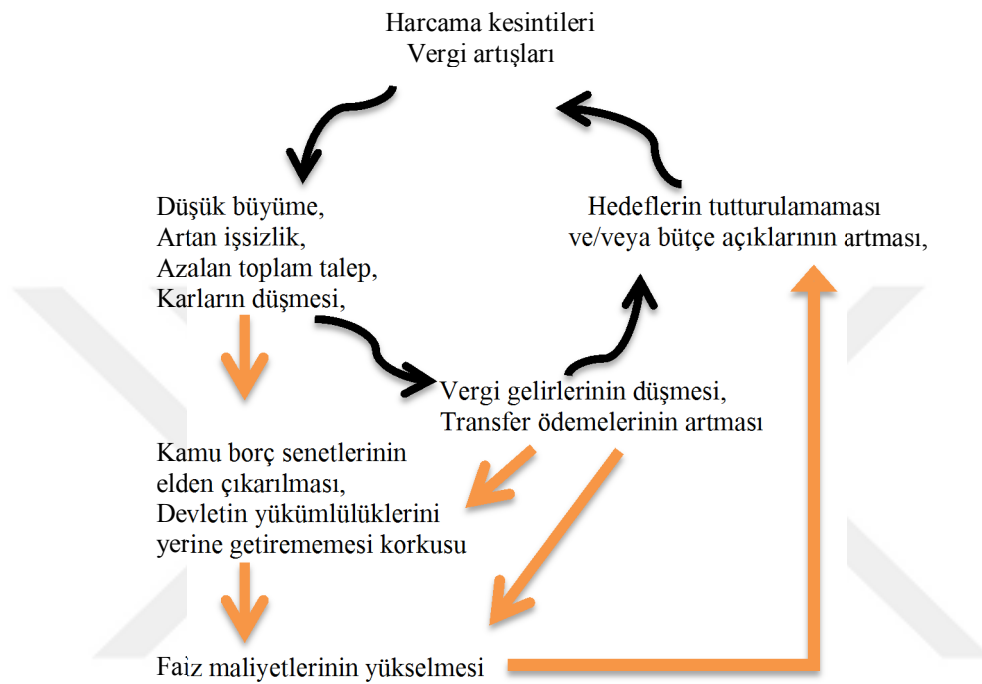 Harcama kesintileri
Vergi artışları
Düşük büyüme,
Artan işsizlik,
Azalan toplam talep,
Karların düşmesi,
Hedeflerin tutturulamaması
ve/veya bütçe açıklarının artması,
Vergi gelirlerinin düşmesi,
Transfer ödemelerinin artması
Kamu borç senetlerinin
elden çıkarılması,
Devletin yükümlülüklerini
yerine getirememesi korkusu
Faiz maliyetlerinin yükselmesi